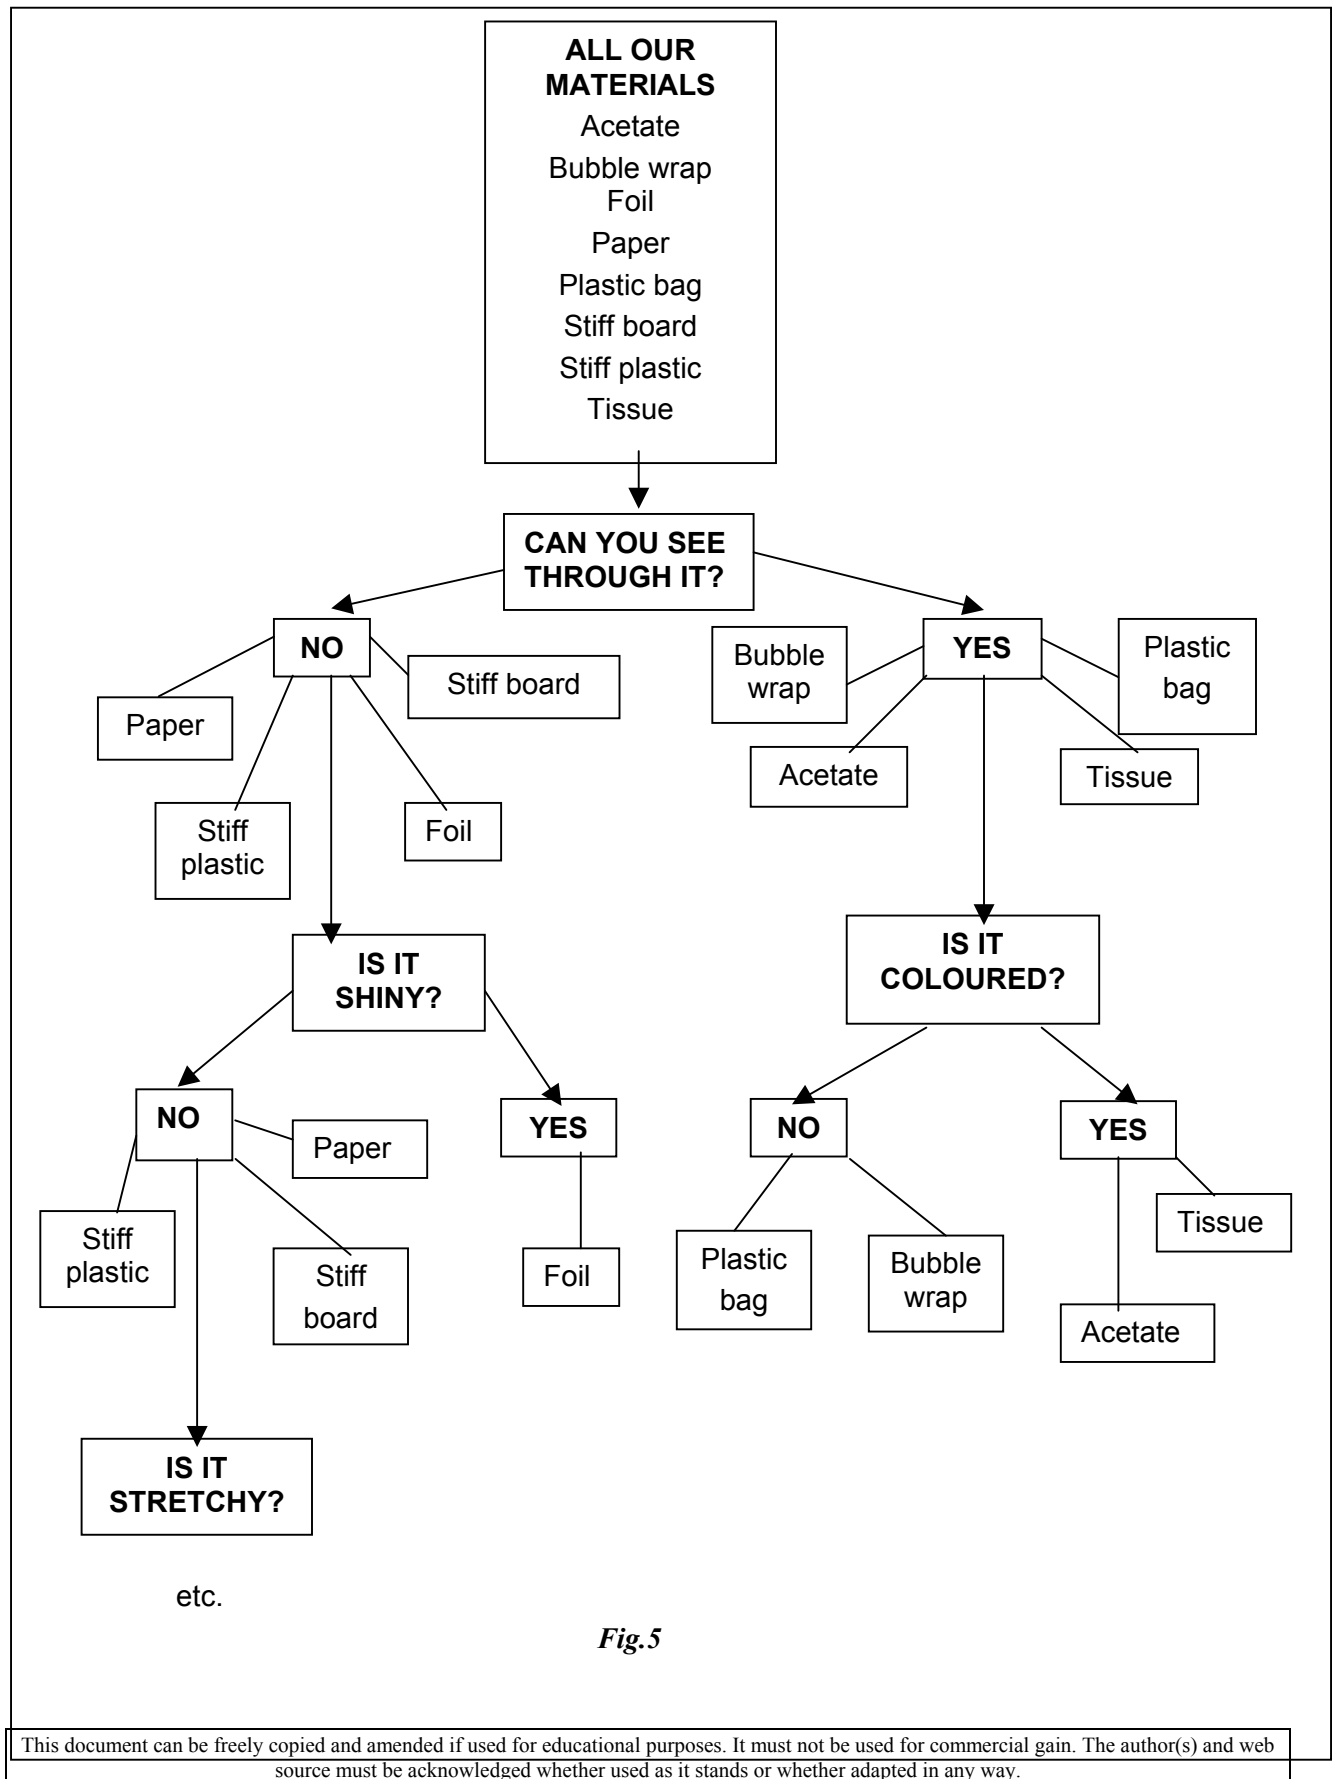 ALL OUR
MATERIALS
Acetate
Bubble wrap
Foil
Paper
Plastic bag
Stiff board
Stiff plastic
Tissue
CAN YOU SEE
THROUGH IT?
NO
Stiff board
Paper
Stiff
plastic
Foil
YES
Bubble
wrap
Plastic
bag
Acetate
Tissue
IS IT
SHINY?
IS IT
COLOURED?
NO
Paper
Stiff
plastic
Stiff
board
YES
Foil
NO
Plastic
bag
Bubble
wrap
YES
Tissue
Acetate
IS IT
STRETCHY?
etc.
Fig.5
This document can be freely copied and amended if used for educational purposes. It must not be used for commercial gain. The author(s) and web
source must be acknowledged whether used as it stands or whether adapted in any way.